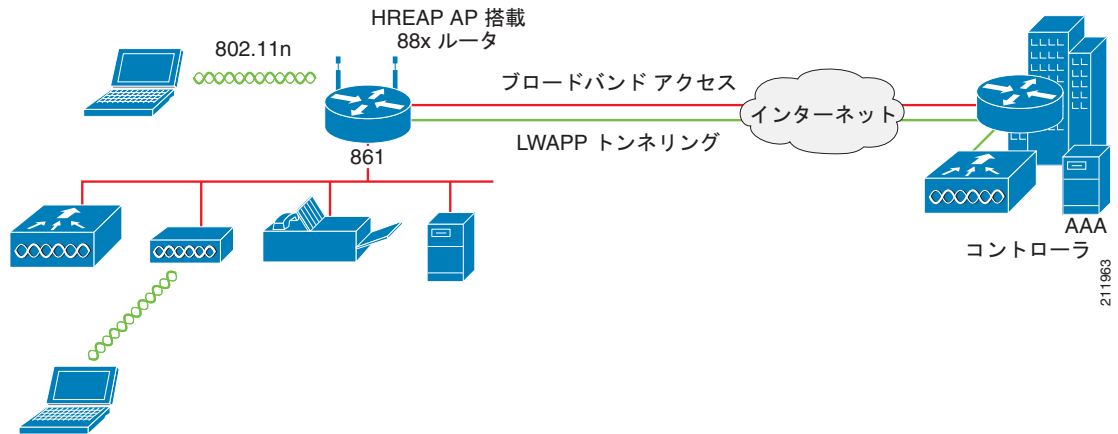 HREAP AP 搭載
88x ルータ
802.11n
ブロードバンド アクセス
インターネット
LWAPP トンネリング
861
AAA
コントローラ
211963